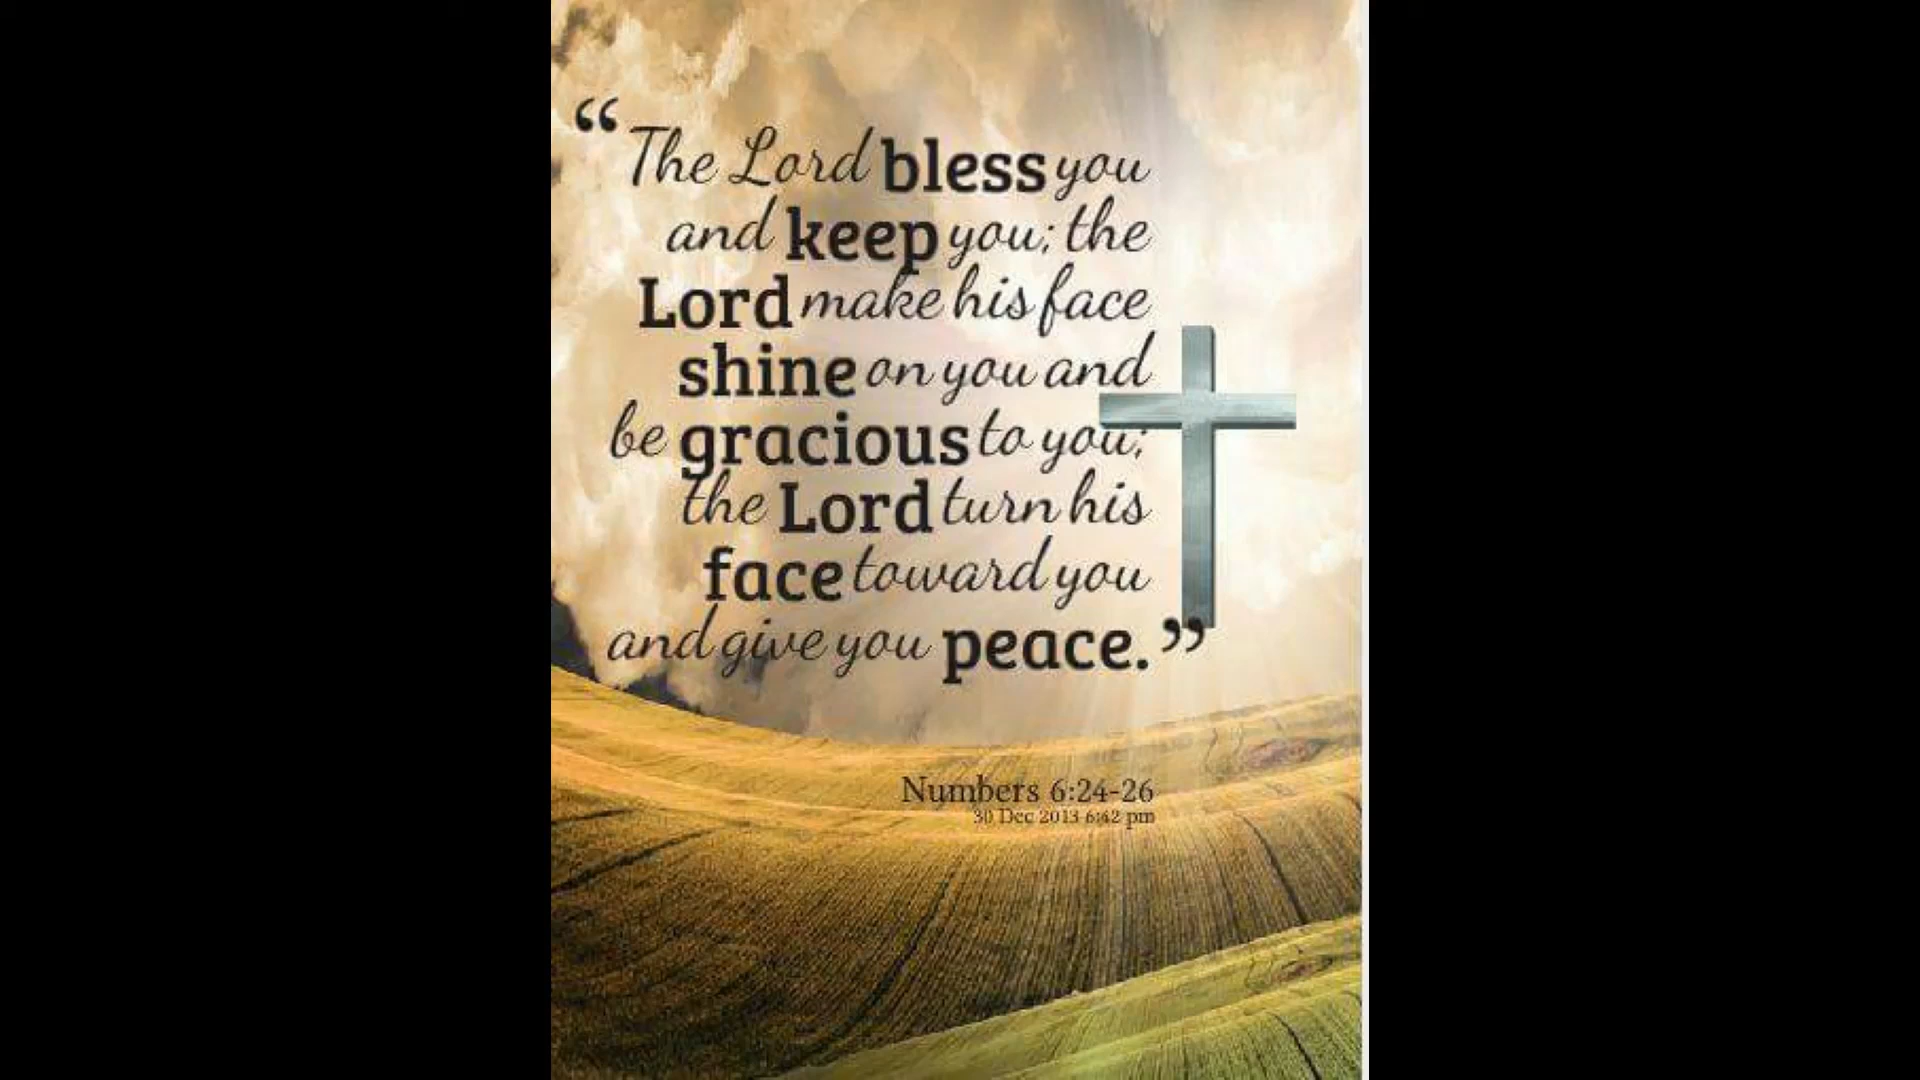 “The Lord bless you
and keep you; the
Lord make his face
shine on you and
be gracious to you;
the Lord turn his
face toward you
and give you peace.”
Numbers 6:24-26
30 Dec 2013 6:42 pm